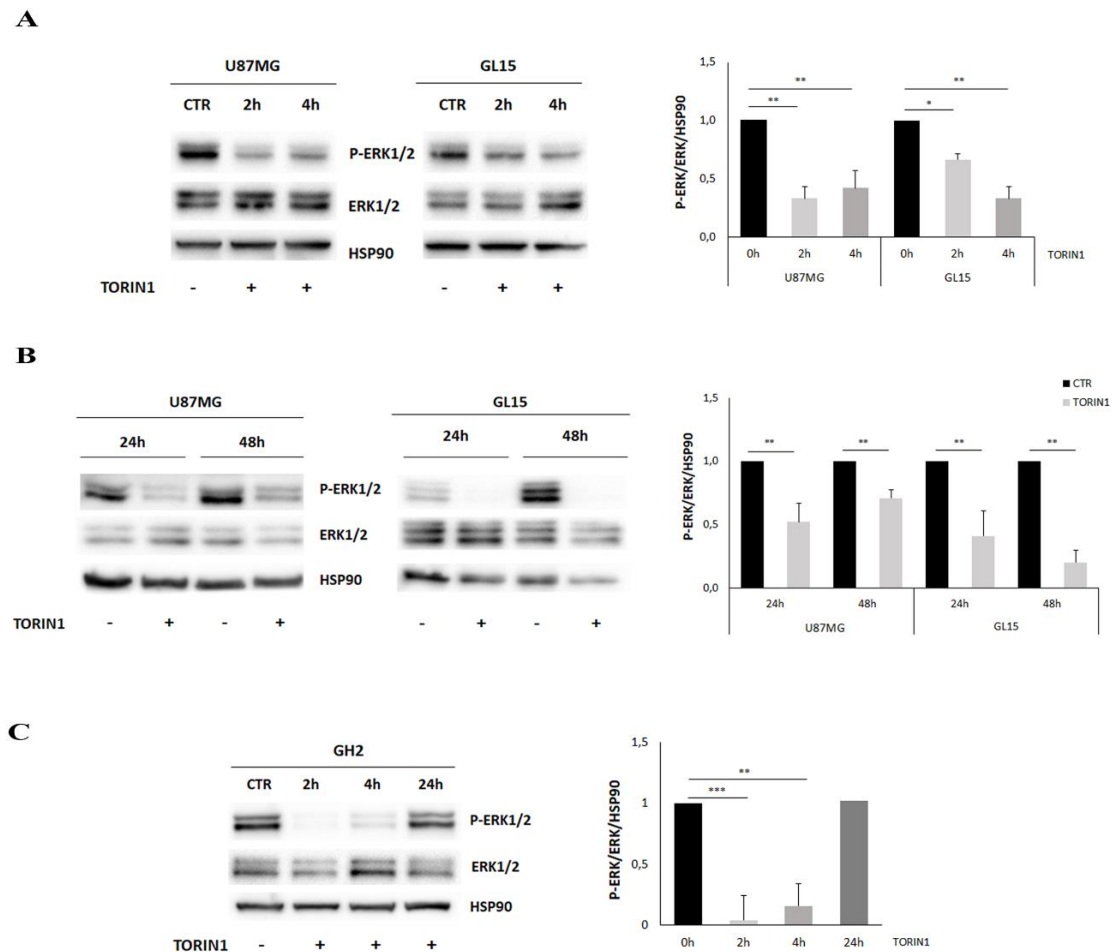 A
U87MG
GL15
CTR 2h 4h
CTR 2h 4h
P-ERK1/2
ERK1/2
HSP90
TORIN1 - + + - + +
P-ERK/ERK/HSP90
1,5
1,0
0,5
0,0
** ** * **
0h 2h 4h 0h 2h 4h TORIN1
U87MG GL15
B
U87MG
GL15
24h 48h
24h 48h
P-ERK1/2
ERK1/2
HSP90
TORIN1 - + - + - + - +
CTR
TORIN1
P-ERK/ERK/HSP90
1,5
1,0
0,5
0,0
** ** ** **
24h 48h 24h 48h
U87MG GL15
C
GH2
CTR 2h 4h 24h
P-ERK1/2
ERK1/2
HSP90
TORIN1 - + + +
P-ERK/ERK/HSP90
1,5
1
0,5
0
**
***
0h 2h 4h 24h TORIN1